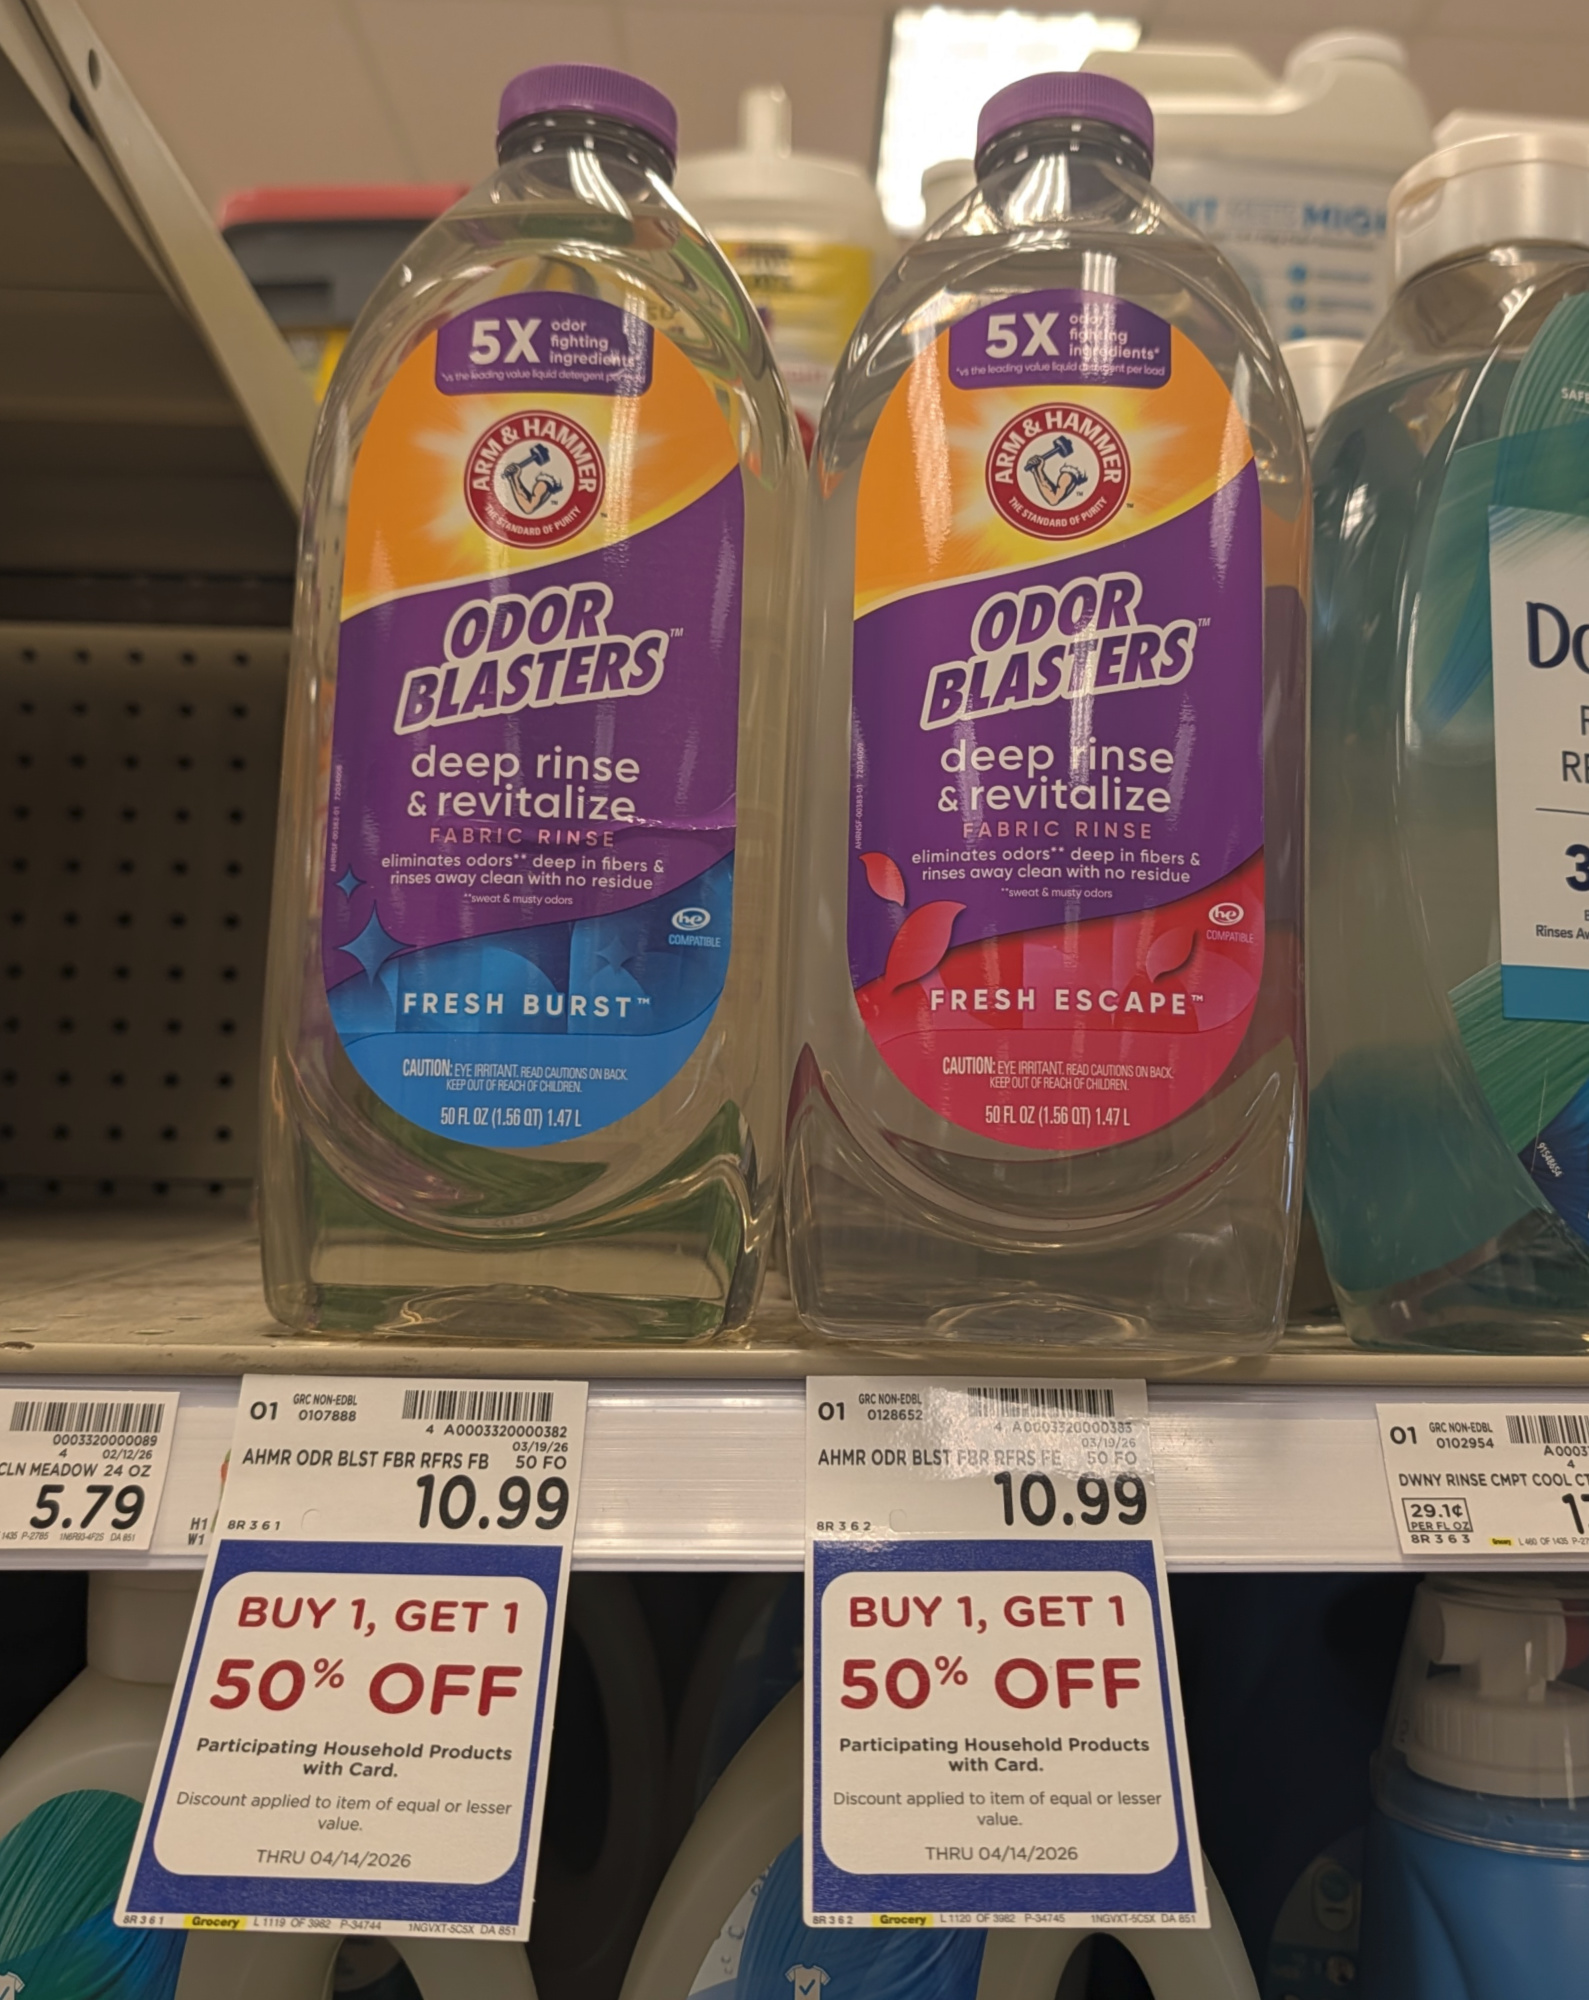 5X odor
fighting
ingredients*
*vs the leading value liquid detergent per
ARM & HAMMER
THE STANDARD OF PURITY
ODOR
BLASTERS™
deep rinse
& revitalize
FABRIC RINSE
eliminates odors** deep in fibers &
rinses away clean with no residue
**sweat & musty odors
he
COMPATIBLE
FRESH BURST™
CAUTION: EYE IRRITANT. READ CAUTIONS ON BACK.
KEEP OUT OF REACH OF CHILDREN.
50 FL OZ (1.56 QT) 1.47 L
5X odor
fighting
ingredients*
*vs the leading value liquid detergent per load
ARM & HAMMER
THE STANDARD OF PURITY
ODOR
BLASTERS™
deep rinse
& revitalize
FABRIC RINSE
eliminates odors** deep in fibers &
rinses away clean with no residue
**sweat & musty odors
he
COMPATIBLE
FRESH ESCAPE™
CAUTION: EYE IRRITANT. READ CAUTIONS ON BACK.
KEEP OUT OF REACH OF CHILDREN.
50 FL OZ (1.56 QT) 1.47 L
Do
RE
3
Rinses
91548654
0003320000089
4 02/12/26
CLN MEADOW 24 OZ
5.79
H1
W1
01 GRC NON-EDBL
0107888
4 A0003320000382
03/19/26
AHMR ODR BLST FBR RFRS FB 50 FO
10.99
8R 3 6 1
BUY 1, GET 1
50% OFF
Participating Household Products
with Card.
Discount applied to item of equal or lesser
value.
THRU 04/14/2026
8R 3 6 1 Grocery L 1119 OF 3982 P-34744 1NGVXT-5C5X DA 851
01 GRC NON-EDBL
0128652
4 A0003320000383
03/19/26
AHMR ODR BLST FBR RFRS FE 50 FO
10.99
8R 3 6 2
BUY 1, GET 1
50% OFF
Participating Household Products
with Card.
Discount applied to item of equal or lesser
value.
THRU 04/14/2026
8R 3 6 2 Grocery L 1120 OF 3982 P-34745 1NGVXT-5C5X DA 851
01 GRC NON-EDBL
0102954
A0003
4
DWNY RINSE CMPT COOL CT
29.1¢
PER FL OZ
8R 3 6 3
Grocery L 460 OF 1435